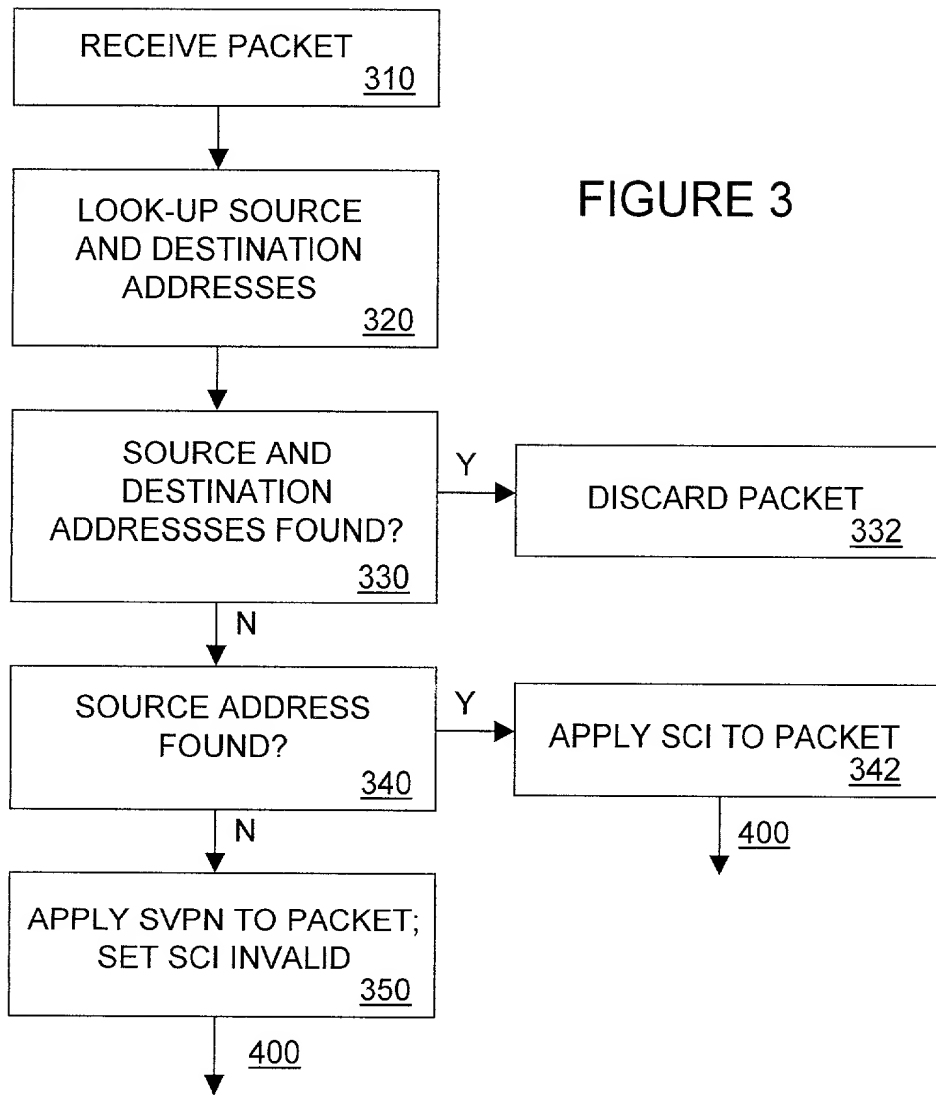 RECEIVE PACKET
310
LOOK-UP SOURCE
AND DESTINATION
ADDRESSES
320
FIGURE 3
SOURCE AND
DESTINATION
ADDRESSSES FOUND?
330
Y
DISCARD PACKET
332
N
SOURCE ADDRESS
FOUND?
340
Y
APPLY SCI TO PACKET
342
N
400
APPLY SVPN TO PACKET;
SET SCI INVALID
350
400